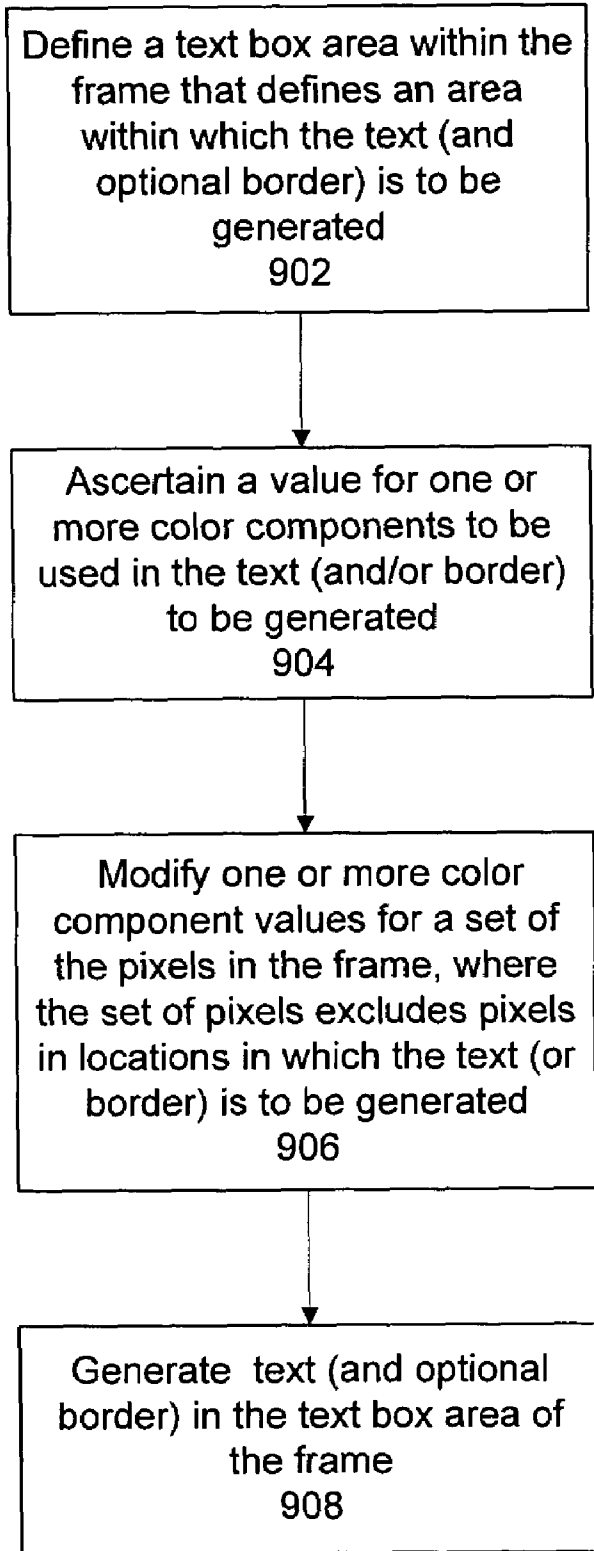 Define a text box area within the
frame that defines an area
within which the text (and
optional border) is to be
generated
902
Ascertain a value for one or
more color components to be
used in the text (and/or border)
to be generated
904
Modify one or more color
component values for a set of
the pixels in the frame, where
the set of pixels excludes pixels
in locations in which the text (or
border) is to be generated
906
Generate text (and optional
border) in the text box area of
the frame
908